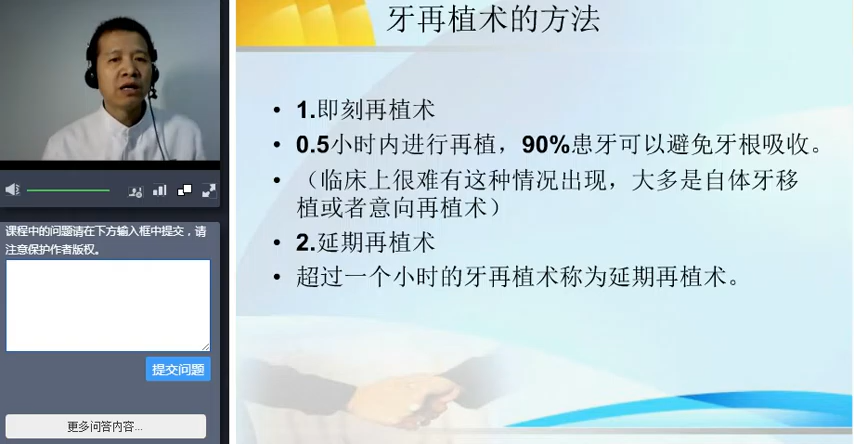 牙再植术的方法
• 1.即刻再植术
• 0.5小时内进行再植，90%患牙可以避免牙根吸收。
• （临床上很难有这种情况出现，大多是自体牙移
植或者意向再植术）
• 2.延期再植术
• 超过一个小时的牙再植术称为延期再植术。
课程中的问题请在下方输入框中提交，请
注意保护作者版权。
提交问题
更多问答内容...